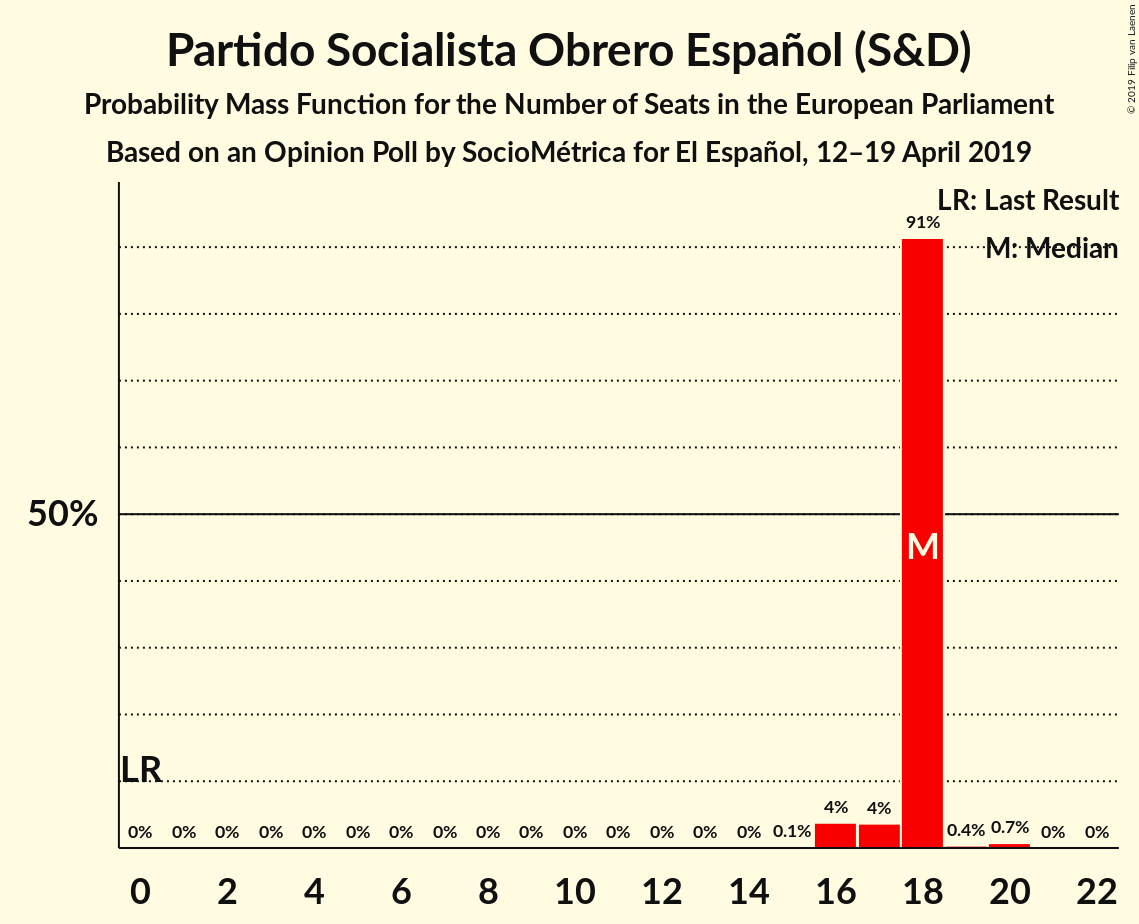 Partido Socialista Obrero Español (S&D)
Probability Mass Function for the Number of Seats in the European Parliament
Based on an Opinion Poll by SocioMétrica for El Español, 12–19 April 2019
© 2019 Filip van Laenen
LR: Last Result
M: Median
91%
50%
M
LR
0% 0% 0% 0% 0% 0% 0% 0% 0% 0% 0% 0% 0% 0% 0% 0.1% 4% 4% 0.4% 0.7% 0% 0%
0 2 4 6 8 10 12 14 16 18 20 22